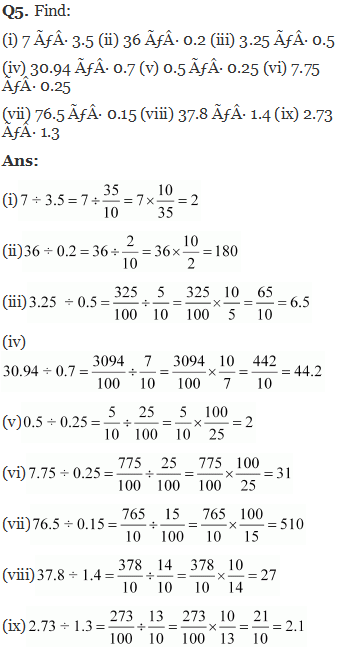 Q5. Find:
(i) 7 ÃƒÂ· 3.5 (ii) 36 ÃƒÂ· 0.2 (iii) 3.25 ÃƒÂ· 0.5
(iv) 30.94 ÃƒÂ· 0.7 (v) 0.5 ÃƒÂ· 0.25 (vi) 7.75
ÃƒÂ· 0.25
(vii) 76.5 ÃƒÂ· 0.15 (viii) 37.8 ÃƒÂ· 1.4 (ix) 2.73
ÃƒÂ· 1.3
Ans:
(i) 7 ÷ 3.5 = 7 ÷ 35/10 = 7 × 10/35 = 2
(ii) 36 ÷ 0.2 = 36 ÷ 2/10 = 36 × 10/2 = 180
(iii) 3.25 ÷ 0.5 = 325/100 ÷ 5/10 = 325/100 × 10/5 = 65/10 = 6.5
(iv)
30.94 ÷ 0.7 = 3094/100 ÷ 7/10 = 3094/100 × 10/7 = 442/10 = 44.2
(v) 0.5 ÷ 0.25 = 5/10 ÷ 25/100 = 5/10 × 100/25 = 2
(vi) 7.75 ÷ 0.25 = 775/100 ÷ 25/100 = 775/100 × 100/25 = 31
(vii) 76.5 ÷ 0.15 = 765/10 ÷ 15/100 = 765/10 × 100/15 = 510
(viii) 37.8 ÷ 1.4 = 378/10 ÷ 14/10 = 378/10 × 10/14 = 27
(ix) 2.73 ÷ 1.3 = 273/100 ÷ 13/10 = 273/100 × 10/13 = 21/10 = 2.1